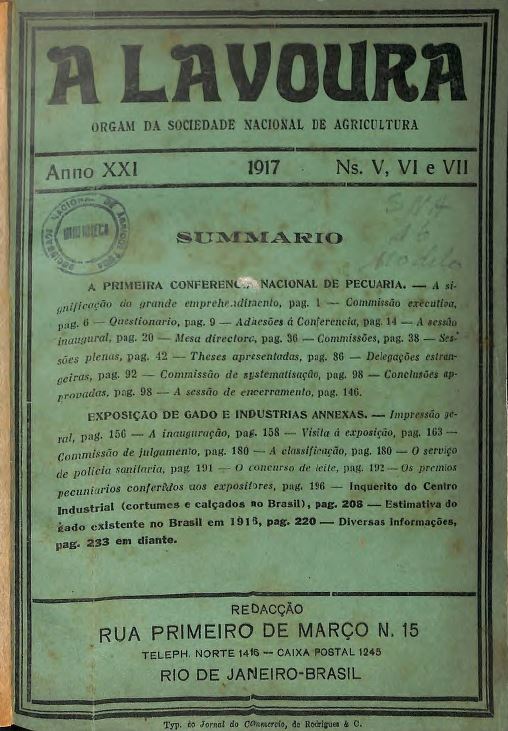 A LAVOURA
ORGAM DA SOCIEDADE NACIONAL DE AGRICULTURA
Anno XXI 1917 Ns. V, VI e VII
SOCIEDADE NACIONAL DE AGRICULTURA
BIBLIOTHECA
SNA
SUMMARIO
A PRIMEIRA CONFERENCIA NACIONAL DE PECUARIA. — A si-
gnificação da grande emprehendimento, pag. 1 — Commissão executiva,
pag. 6 — Questionario, pag. 9 — Adhesões á Conferencia, pag. 14 — A sessão
inaugural, pag. 20 — Mesa directora, pag. 36 — Commissões, pag. 38 — Ses-
sões plenas, pag. 42 — Theses apresentadas, pag. 86 — Delegações estran-
geiras, pag. 92 — Commissão de systematisação, pag. 98 — Conclusões ap-
provadas, pag. 98 — A sessão de encerramento, pag. 146.
EXPOSIÇÃO DE GADO E INDUSTRIAS ANNEXAS. — Impressão ge-
ral, pag. 156 — A inauguração, pag. 158 — Visita á exposição, pag. 163 —
Commissão de julgamento, pag. 180 — A classificação, pag. 180 — O serviço
de policia sanitaria, pag. 191 — O concurso de leite, pag. 192 — Os premios
pecuniarios conferidos aos expositores, pag. 196 — Inquerito do Centro
Industrial (cortumes e calçados no Brasil), pag. 208 — Estimativa do
gado existente no Brasil em 1916, pag. 220 — Diversas informações,
pag. 233 em diante.
REDACÇÃO
RUA PRIMEIRO DE MARÇO N. 15
TELEPH. NORTE 1416 — CAIXA POSTAL 1245
RIO DE JANEIRO-BRASIL
Typ. do Jornal do Commercio, de Rodrigues & C.